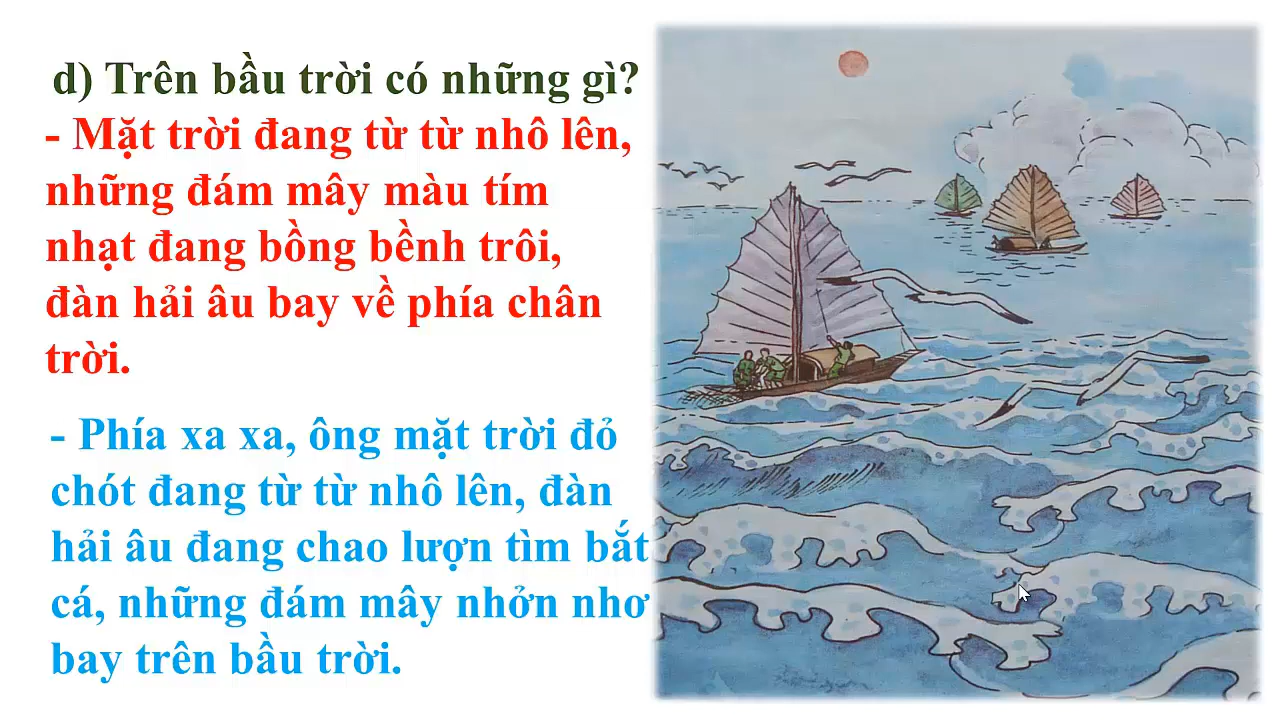 d) Trên bầu trời có những gì?
- Mặt trời đang từ từ nhô lên,
những đám mây màu tím
nhạt đang bồng bềnh trôi,
đàn hải âu bay về phía chân
trời.
- Phía xa xa, ông mặt trời đỏ
chót đang từ từ nhô lên, đàn
hải âu đang chao lượn tìm bắt
cá, những đám mây nhởn nhơ
bay trên bầu trời.